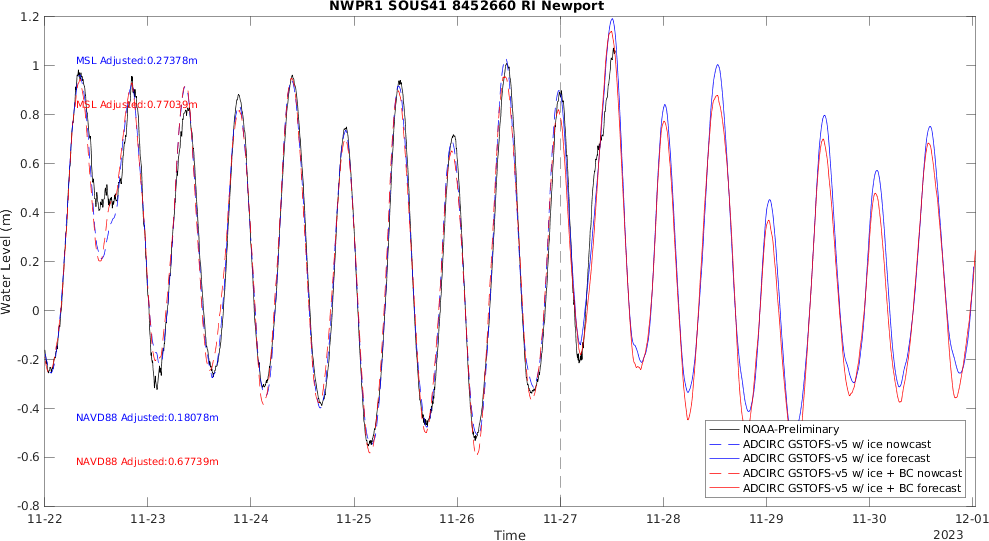 NWPR1 SOUS41 8452660 RI Newport
1.2
1
0.8
0.6
0.4
0.2
0
-0.2
-0.4
-0.6
-0.8
Water Level (m)
MSL Adjusted:0.27378m
MSL Adjusted:0.77039m
NAVD88 Adjusted:0.18078m
NAVD88 Adjusted:0.67739m
NOAA-Preliminary
ADCIRC GSTOFS-v5 w/ ice nowcast
ADCIRC GSTOFS-v5 w/ ice forecast
ADCIRC GSTOFS-v5 w/ ice + BC nowcast
ADCIRC GSTOFS-v5 w/ ice + BC forecast
11-22 11-23 11-24 11-25 11-26 11-27 11-28 11-29 11-30 12-01
Time
2023